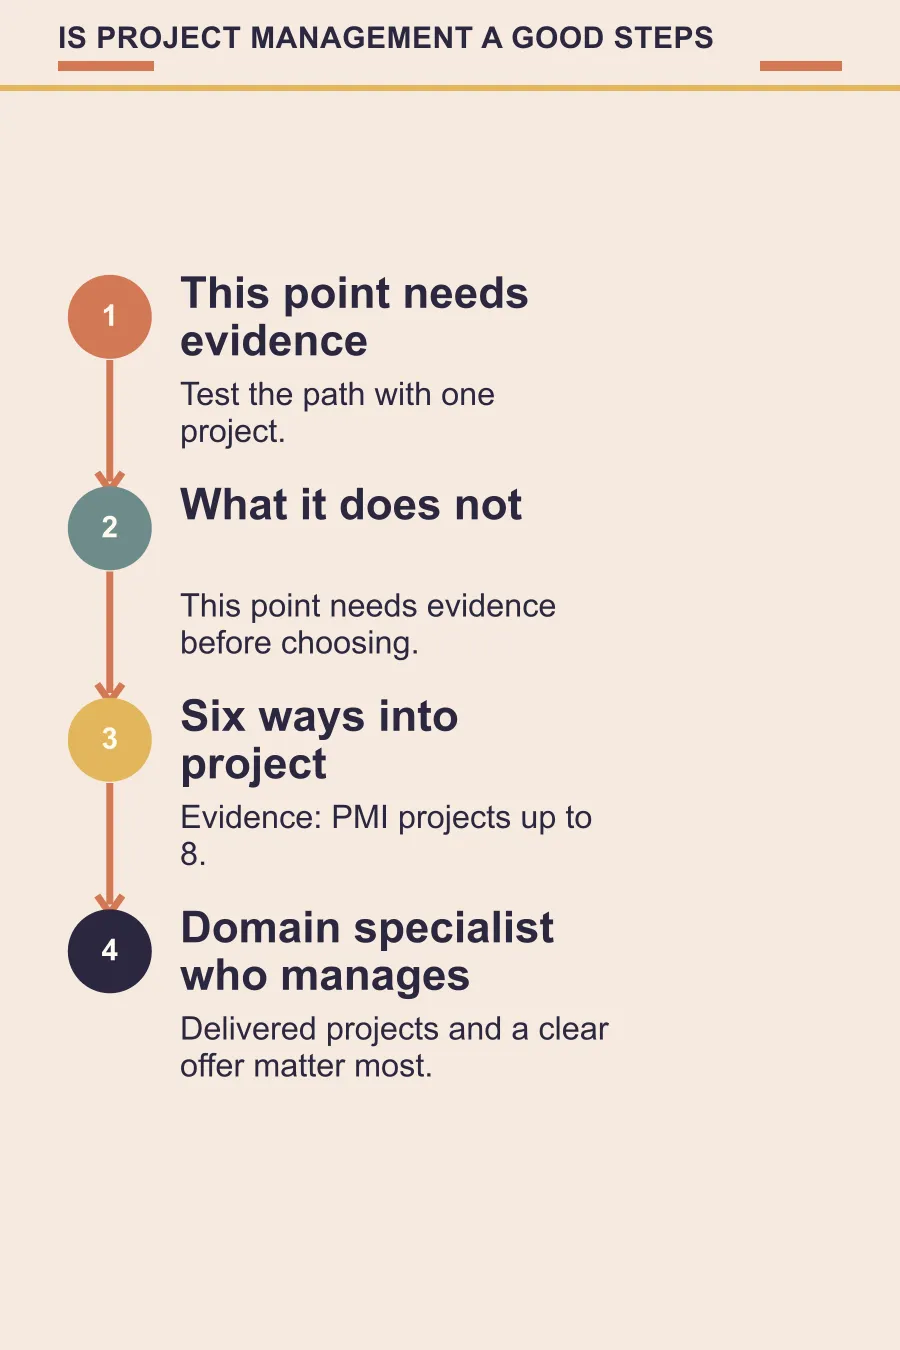 IS PROJECT MANAGEMENT A GOOD STEPS
1
This point needs
evidence
Test the path with one
project.
2
What it does not
This point needs evidence
before choosing.
3
Six ways into
project
Evidence: PMI projects up to
8.
4
Domain specialist
who manages
Delivered projects and a clear
offer matter most.